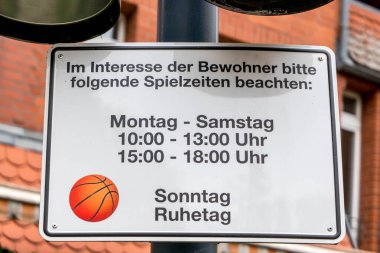 Im Interesse der Bewohner bitte
folgende Spielzeiten beachten:
Montag - Samstag
10:00 - 13:00 Uhr
15:00 - 18:00 Uhr
Sonntag
Ruhetag